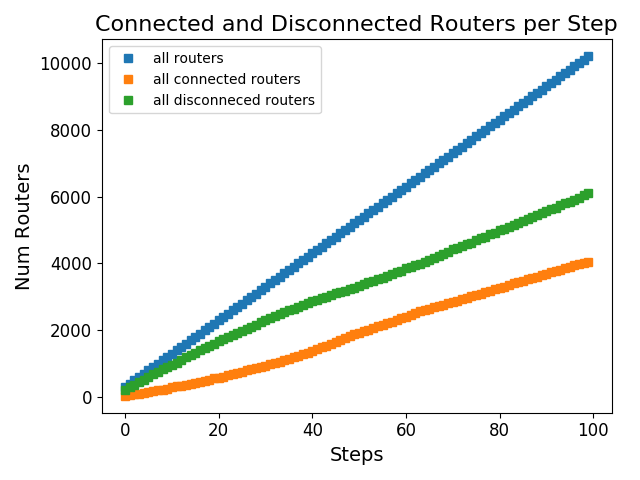 Connected and Disconnected Routers per Step
all routers
all connected routers
all disconneced routers
Num Routers
10000
8000
6000
4000
2000
0
0 20 40 60 80 100
Steps